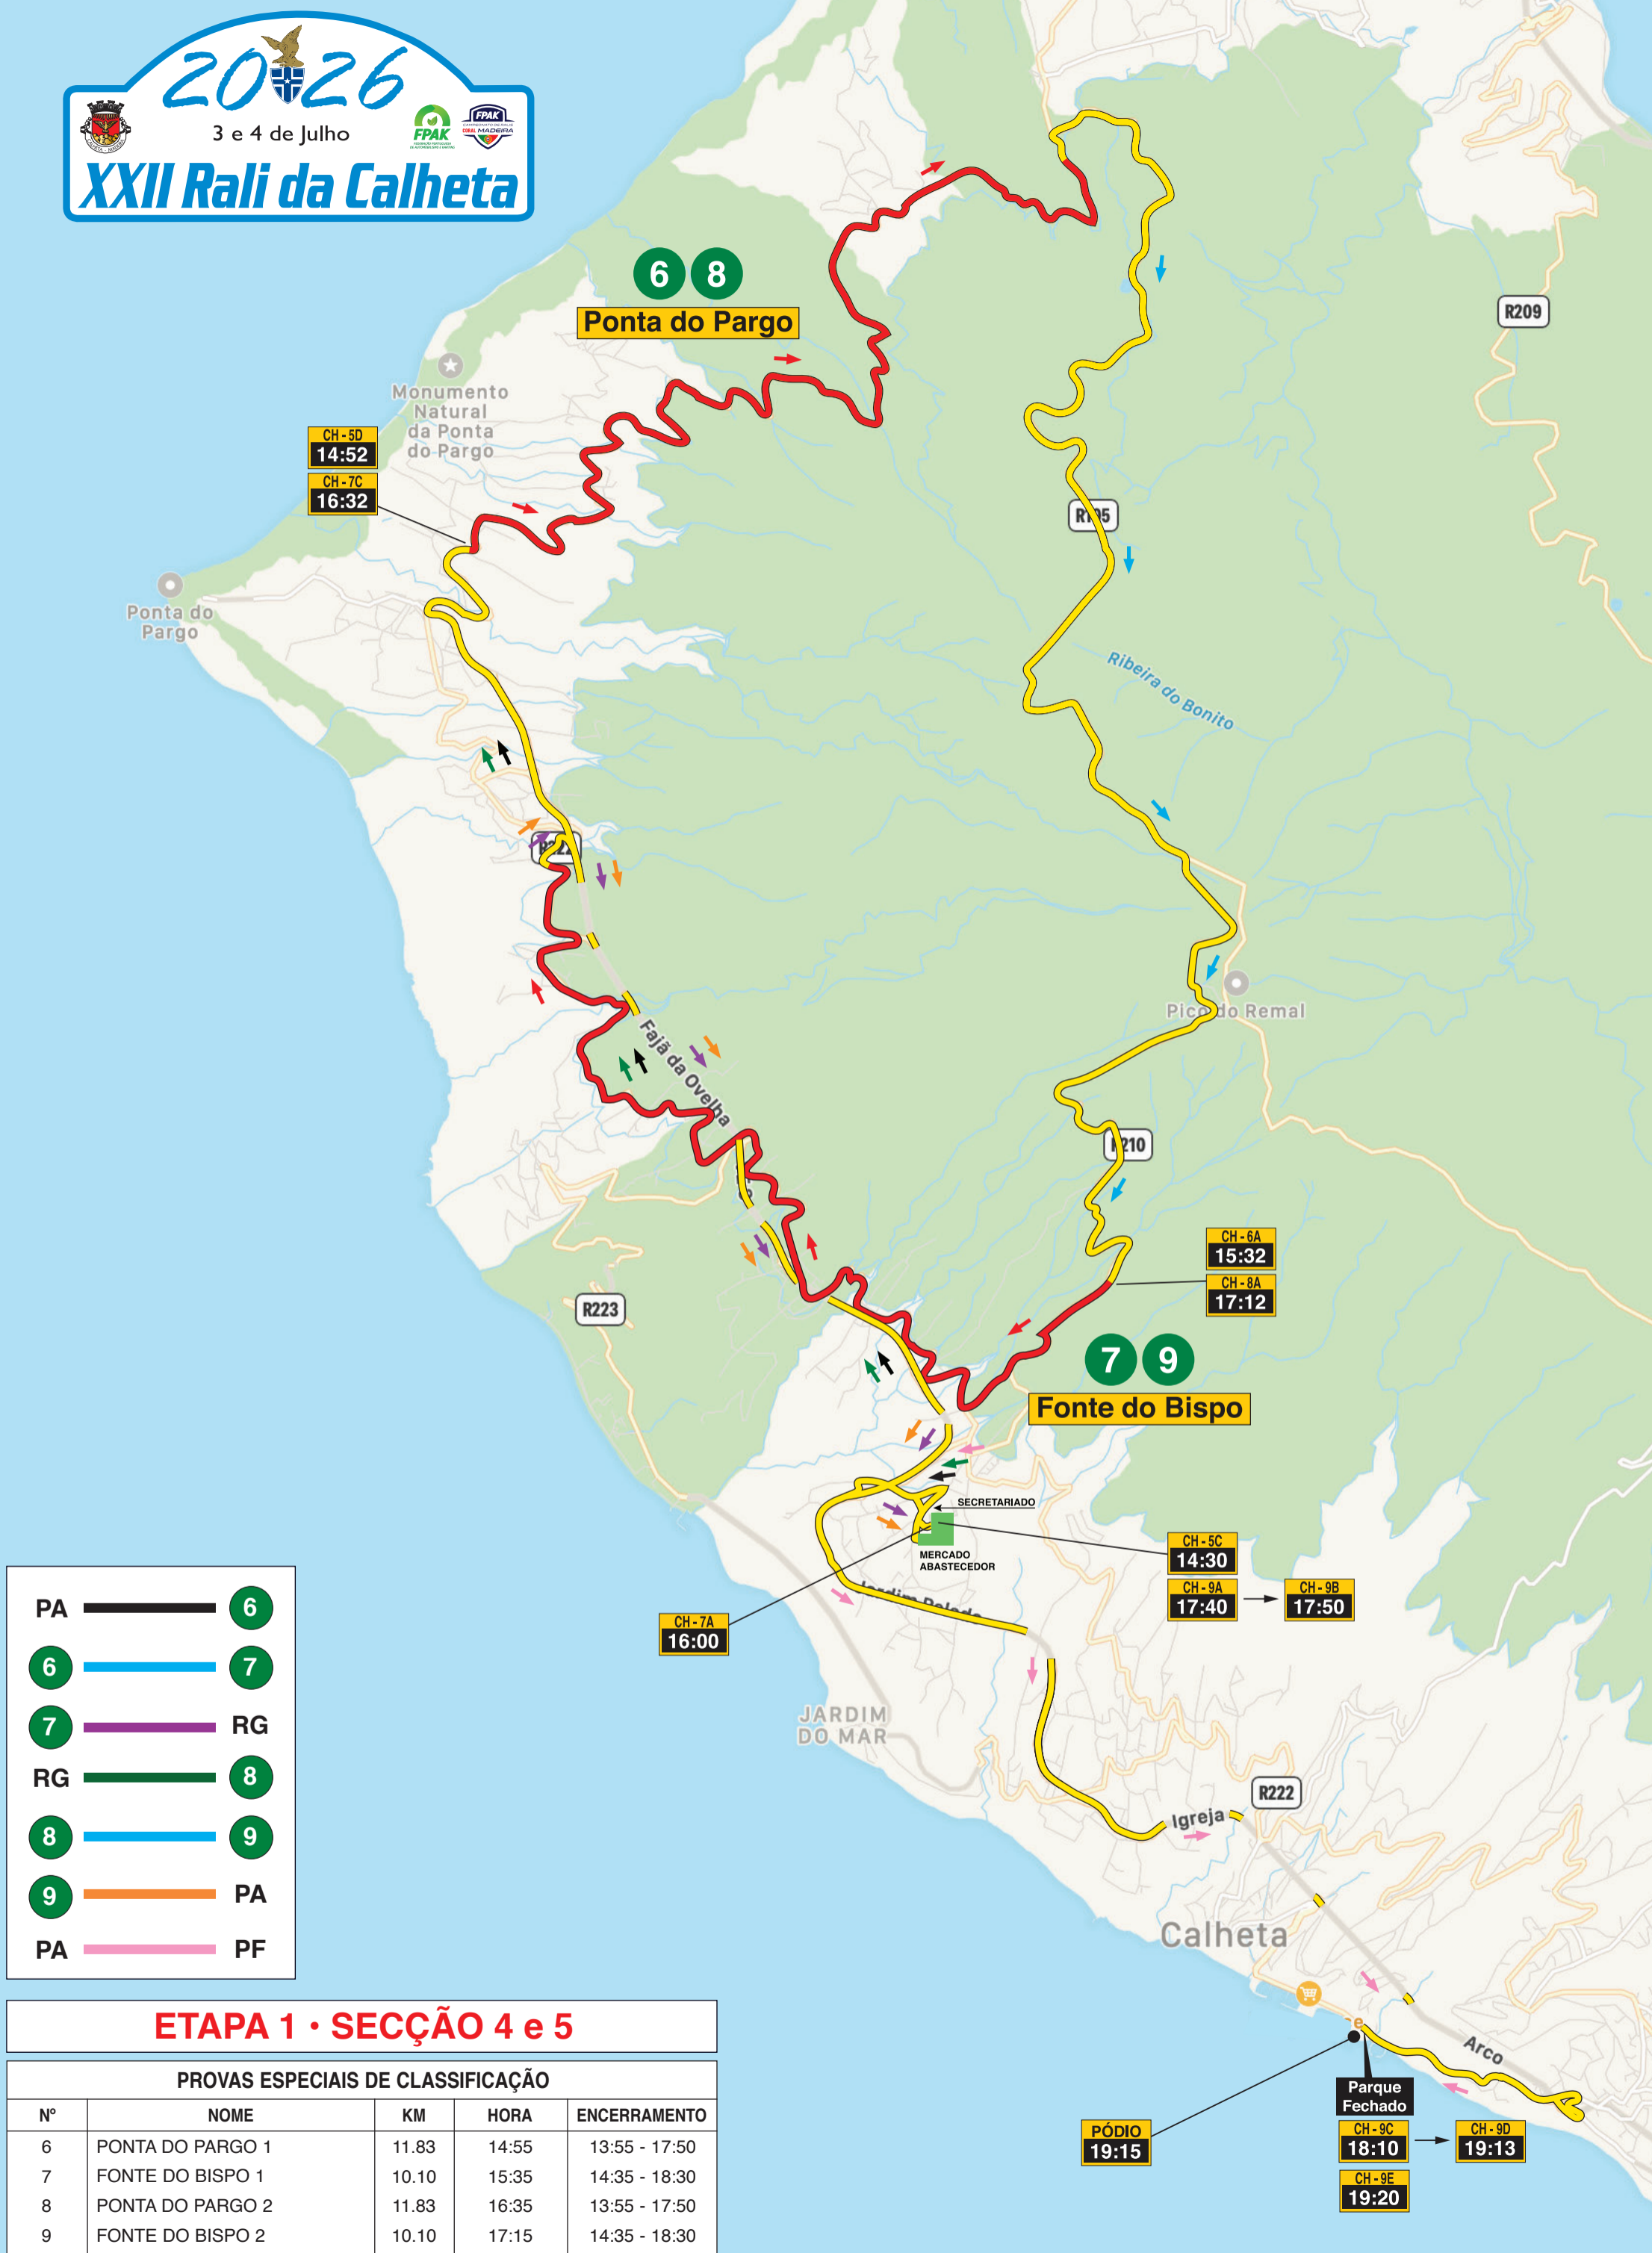 2026
3 e 4 de Julho
FPAK
FPAK
CORAL MADEIRA
XXII Rali da Calheta
6 8
Ponta do Pargo
R209
Monumento
Natural
da Ponta
do Pargo
CH - 5D
14:52
CH - 7C
16:32
Ponta do
Pargo
Ribeira do Bonito
Pico do Remal
Fajã da Ovelha
CH - 6A
15:32
CH - 8A
17:12
R223
7 9
Fonte do Bispo
SECRETARIADO
MERCADO
ABASTECEDOR
CH - 5C
14:30
CH - 9A
17:40
CH - 9B
17:50
CH - 7A
16:00
JARDIM
DO MAR
R222
Igreja
Calheta
Arco
Parque
Fechado
PÓDIO
19:15
CH - 9C
18:10
CH - 9D
19:13
CH - 9E
19:20
PA 6
6 7
7 RG
RG 8
8 9
9 PA
PA PF
ETAPA 1 • SECÇÃO 4 e 5
PROVAS ESPECIAIS DE CLASSIFICAÇÃO
Nº NOME KM HORA ENCERRAMENTO
6 PONTA DO PARGO 1 11.83 14:55 13:55 - 17:50
7 FONTE DO BISPO 1 10.10 15:35 14:35 - 18:30
8 PONTA DO PARGO 2 11.83 16:35 13:55 - 17:50
9 FONTE DO BISPO 2 10.10 17:15 14:35 - 18:30